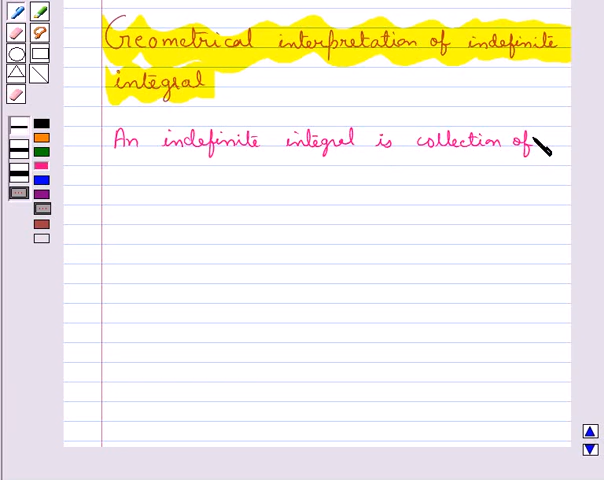 Geometrical interpretation of indefinite
integral
An indefinite integral is collection of